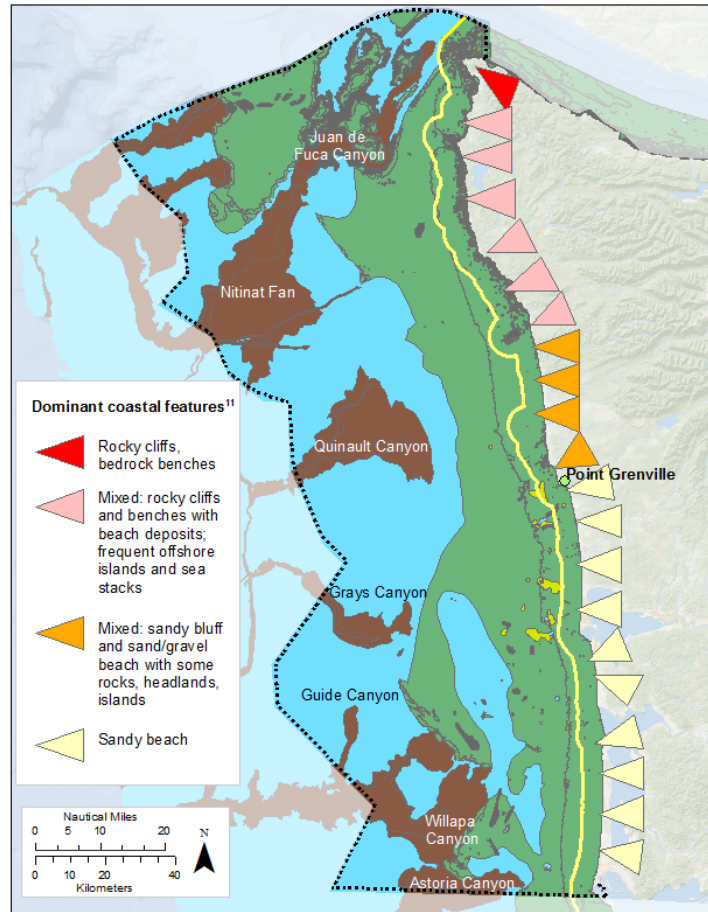 Juan de
Fuca Canyon
Nitinat Fan
Dominant coastal features¹¹
Rocky cliffs,
bedrock benches
Mixed: rocky cliffs
and benches with
beach deposits;
frequent offshore
islands and sea
stacks
Mixed: sandy bluff
and sand/gravel
beach with some
rocks, headlands,
islands
Sandy beach
Quinault Canyon
Point Grenville
Grays Canyon
Guide Canyon
Willapa
Canyon
Astoria Canyon
Nautical Miles
0 5 10 20
N
0 10 20 40
Kilometers